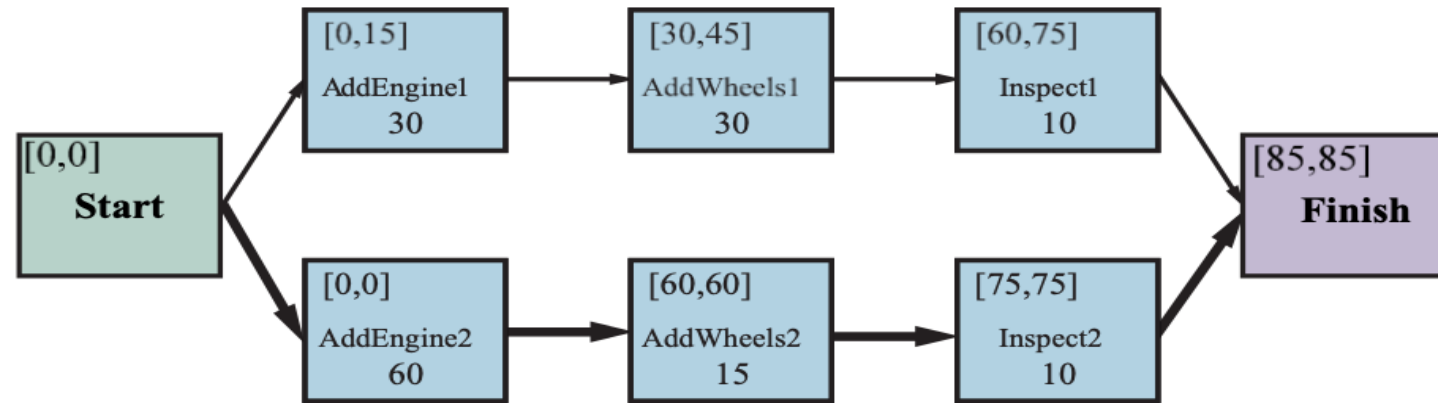 [0,15]
AddEngine1
30
[30,45]
AddWheels1
30
[60,75]
Inspect1
10
[0,0]
Start
[85,85]
Finish
[0,0]
AddEngine2
60
[60,60]
AddWheels2
15
[75,75]
Inspect2
10